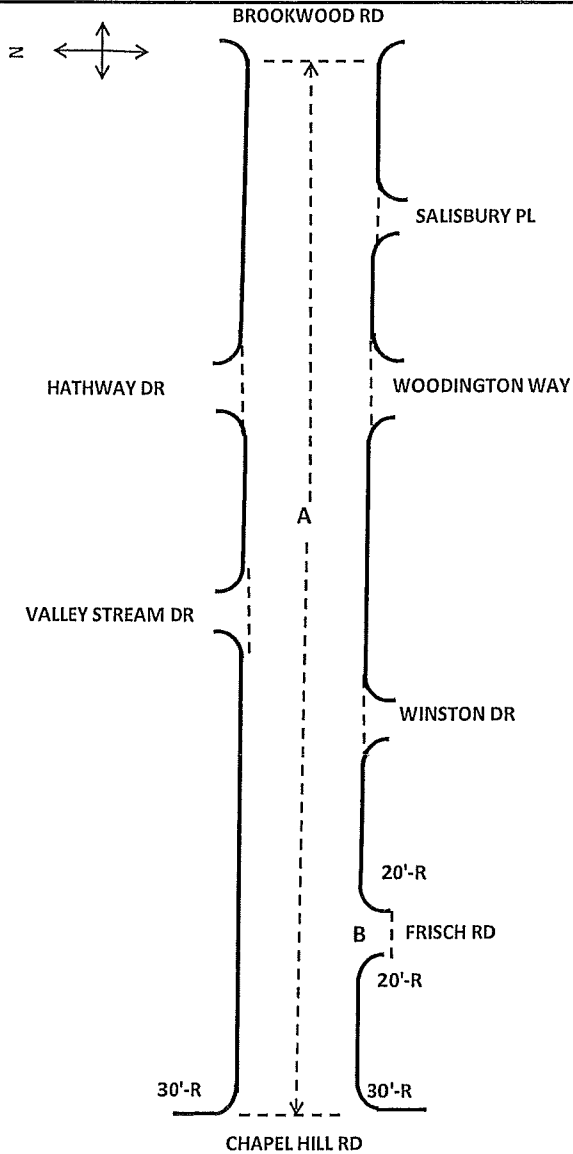 BROOKWOOD RD
N
SALISBURY PL
HATHWAY DR
WOODINGTON WAY
A
VALLEY STREAM DR
WINSTON DR
20'-R
B
FRISCH RD
20'-R
30'-R
30'-R
CHAPEL HILL RD